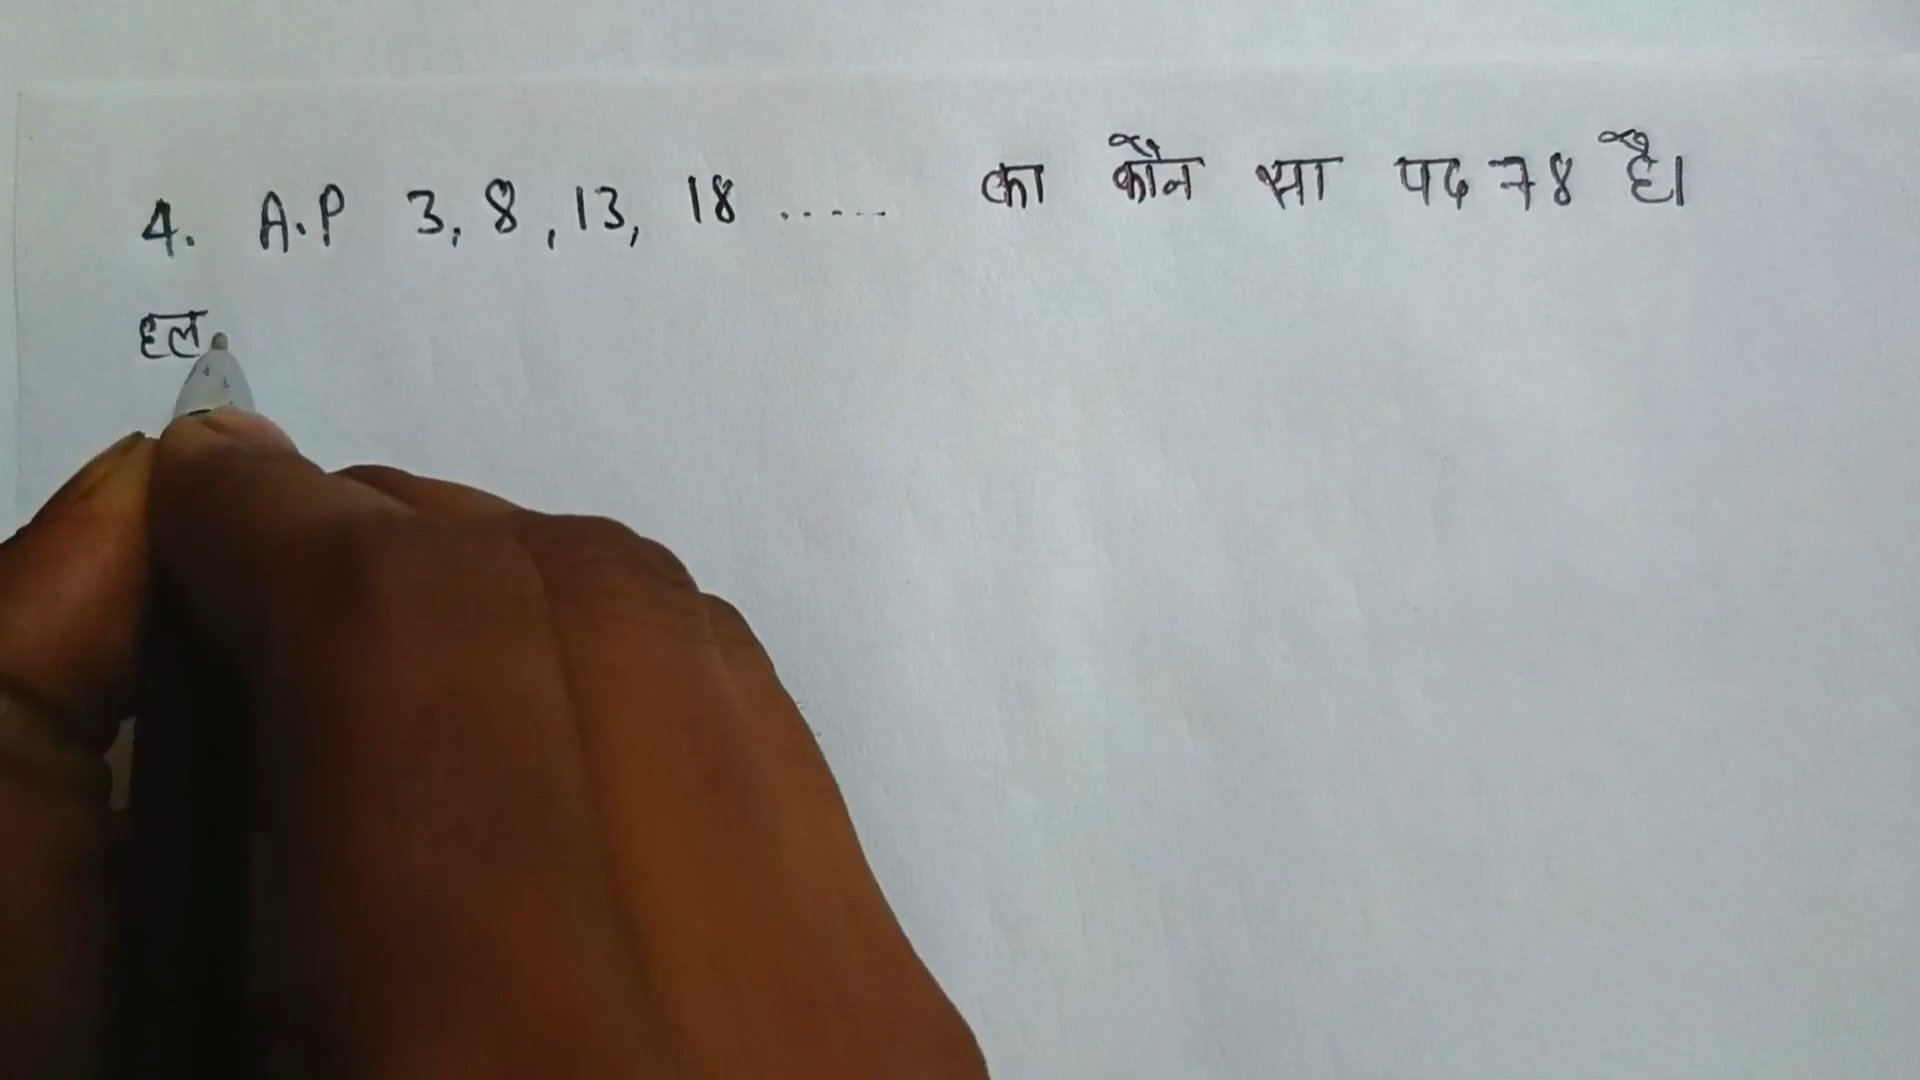 4. A.P 3, 8, 13, 18 ...... का कौन सा पद 78 है।
हल